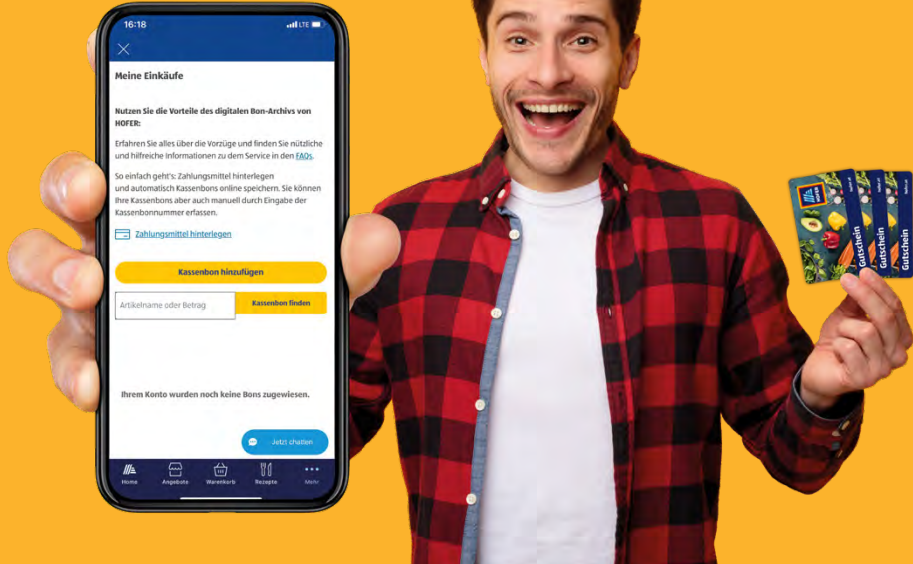 16:18
LTE
Meine Einkäufe
Nutzen Sie die Vorteile des digitalen Bon-Archivs von
HOFER:
Erfahren Sie alles über die Vorzüge und finden Sie nützliche
und hilfreiche Informationen zu dem Service in den FAQs.
So einfach geht's: Zahlungsmittel hinterlegen
und automatisch Kassenbons online speichern. Sie können
Ihre Kassenbons aber auch manuell durch Eingabe der
Kassenbonnummer erfassen.
Zahlungsmittel hinterlegen
Kassenbon hinzufügen
Artikelname oder Betrag
Kassenbon finden
Ihrem Konto wurden noch keine Bons zugewiesen.
Jetzt chatten
Home Angebote Warenkorb Rezepte Mehr
HOFER
Gutschein
Gutschein
Gutschein